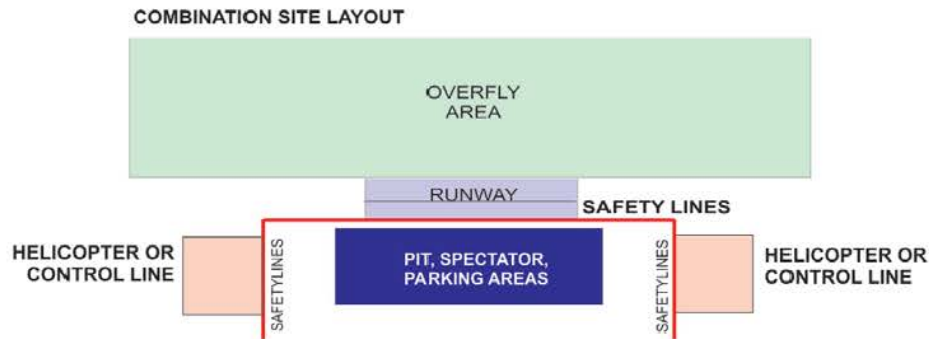 COMBINATION SITE LAYOUT
OVERFLY
AREA
RUNWAY
SAFETY LINES
HELICOPTER OR
CONTROL LINE
SAFETYLINES
PIT, SPECTATOR,
PARKING AREAS
SAFETYLINES
HELICOPTER OR
CONTROL LINE